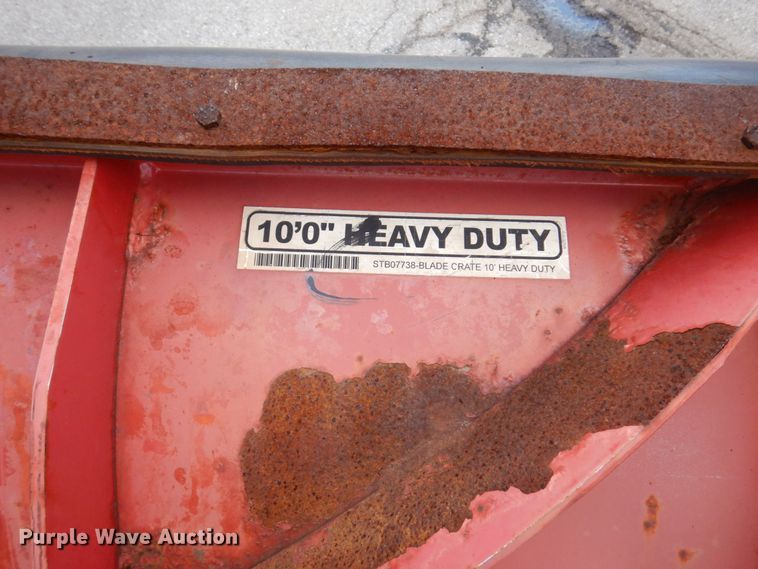 10'0" HEAVY DUTY
STB07738-BLADE CRATE 10' HEAVY DUTY
Purple Wave Auction